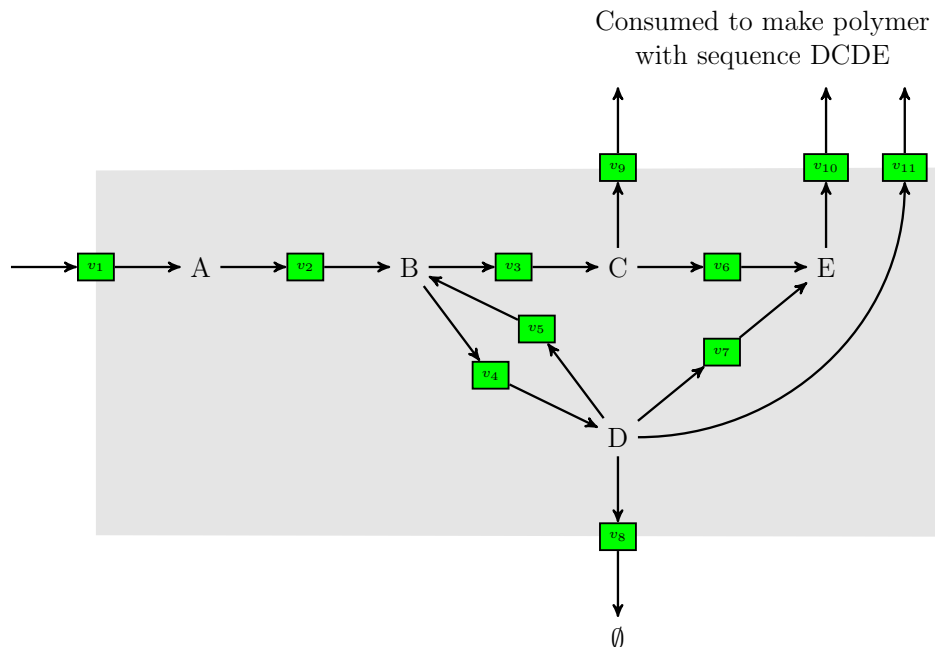 Consumed to make polymer
with sequence DCDE
v9
v10
v11
v1
A
v2
B
v3
C
v6
E
v5
v7
v4
D
v8
∅